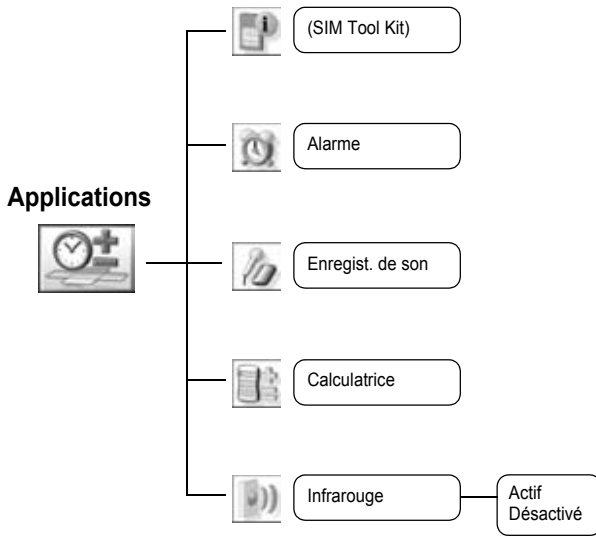 (SIM Tool Kit)
Alarme
Applications
Enregist. de son
Calculatrice
Infrarouge
Actif
Désactivé